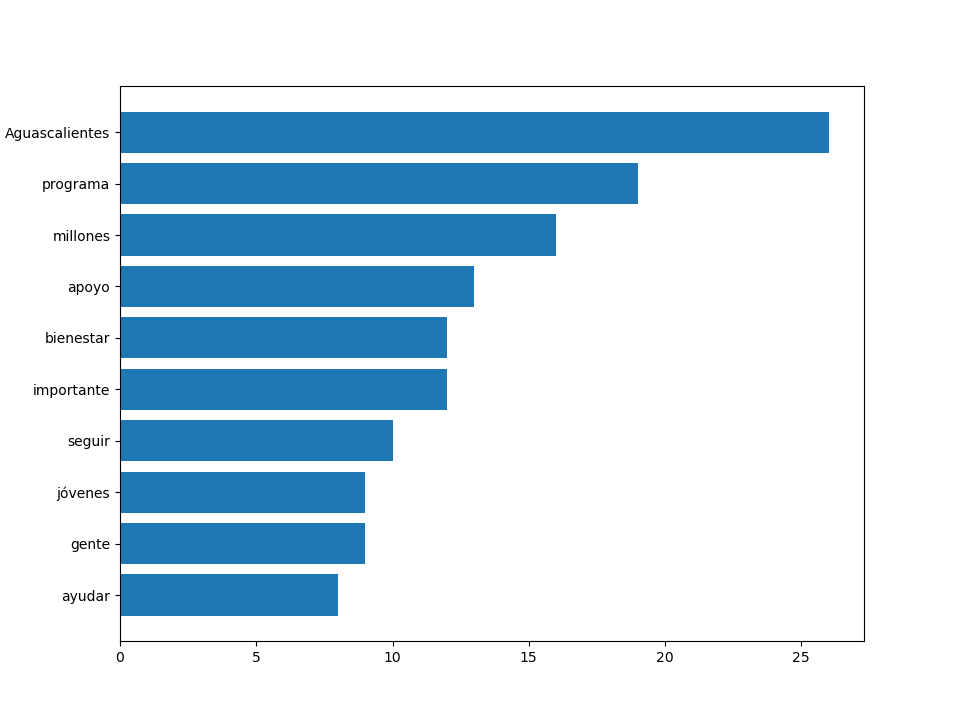 Aguascalientes
programa
millones
apoyo
bienestar
importante
seguir
jóvenes
gente
ayudar
0 5 10 15 20 25